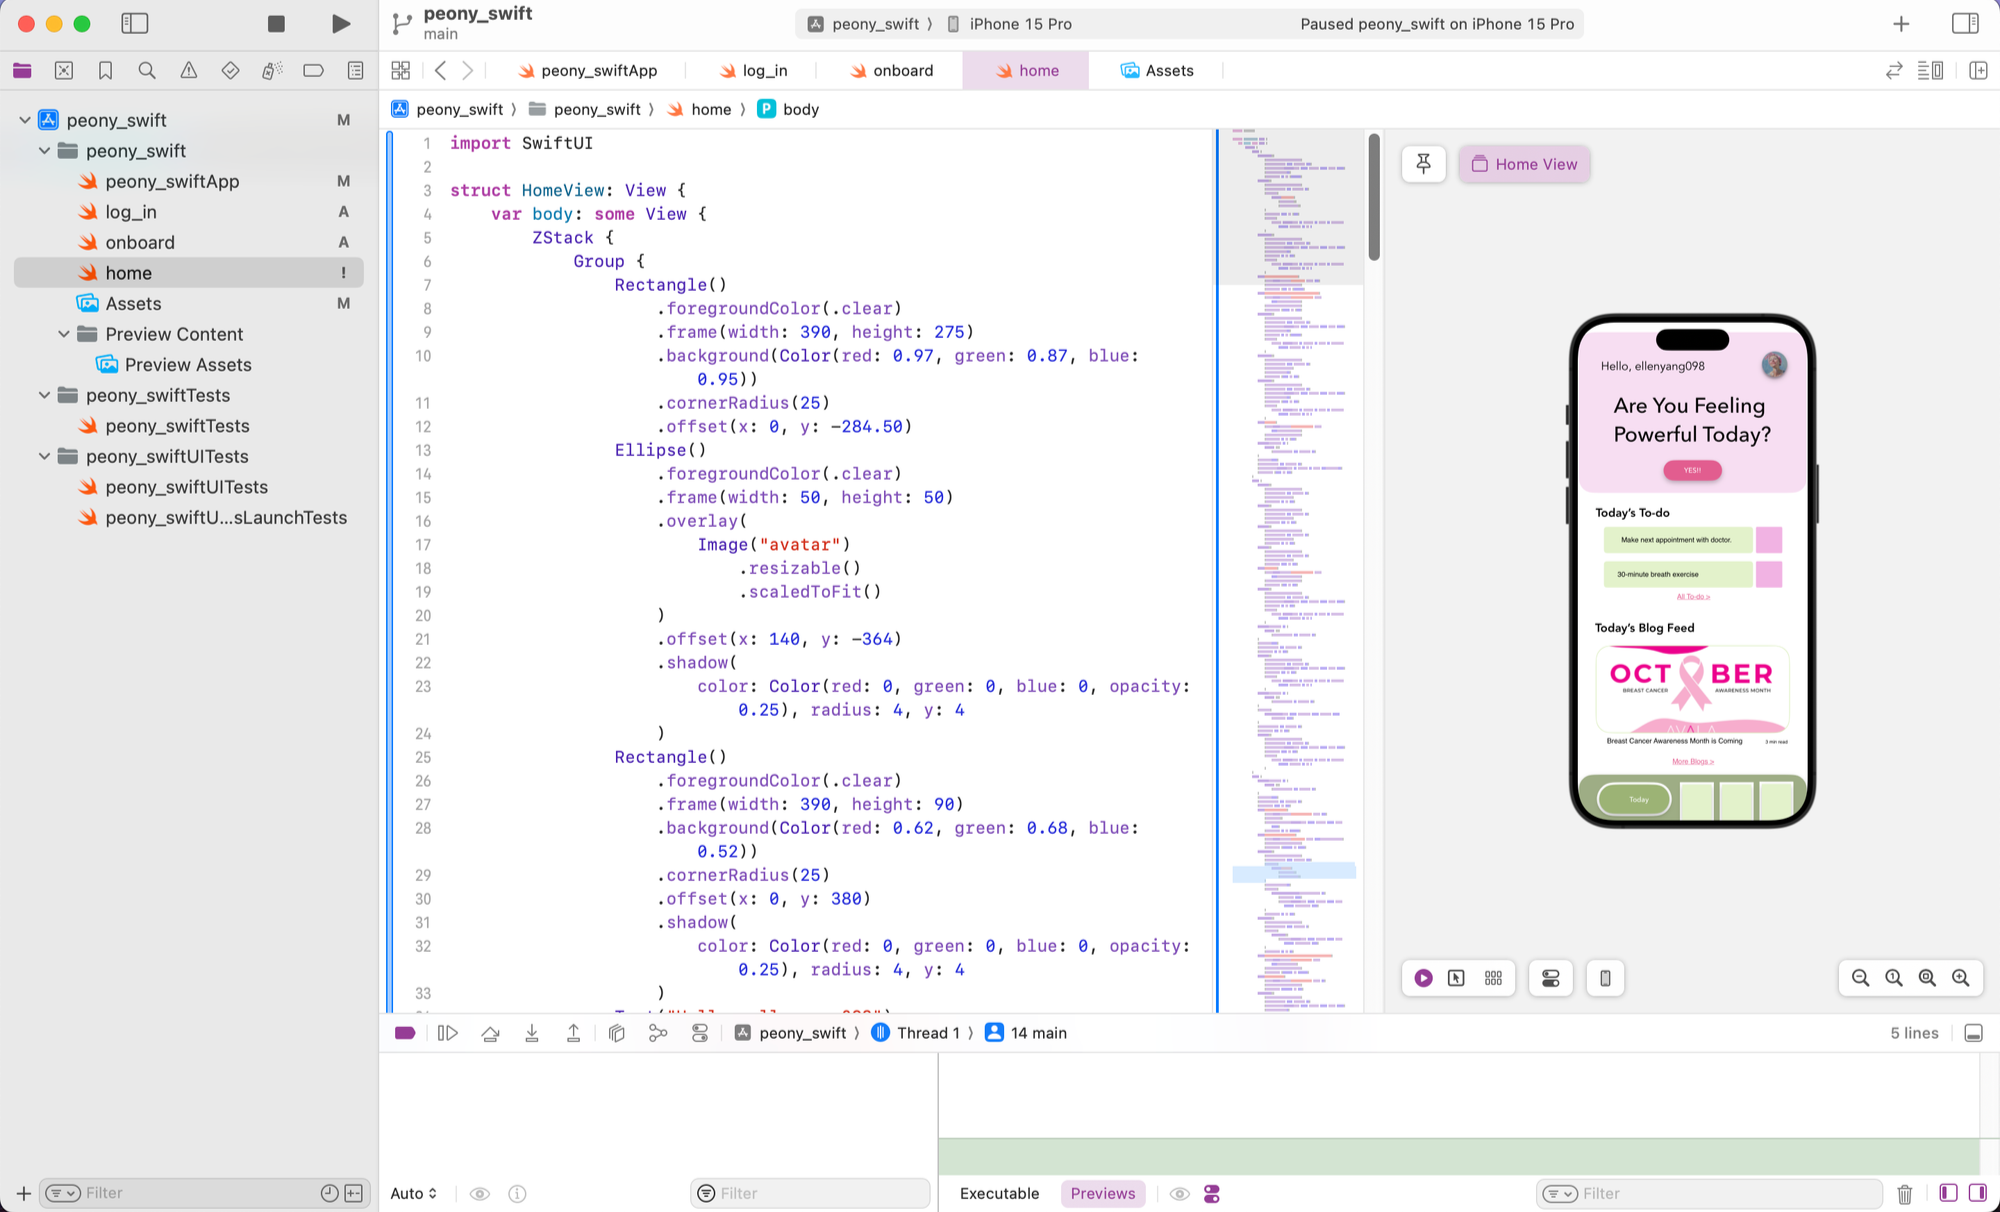 peony_swift
main
peony_swift 〉 iPhone 15 Pro
Paused peony_swift on iPhone 15 Pro
peony_swiftApp
log_in
onboard
home
Assets
peony_swift 〉 peony_swift 〉 home 〉 P body
peony_swift M
peony_swift
peony_swiftApp M
log_in A
onboard A
home !
Assets M
Preview Content
Preview Assets
peony_swiftTests
peony_swiftTests
peony_swiftUITests
peony_swiftUITests
peony_swiftU...sLaunchTests
1 import SwiftUI
2
3 struct HomeView: View {
4 var body: some View {
5 ZStack {
6 Group {
7 Rectangle()
8 .foregroundColor(.clear)
9 .frame(width: 390, height: 275)
10 .background(Color(red: 0.97, green: 0.87, blue:
0.95))
11 .cornerRadius(25)
12 .offset(x: 0, y: -284.50)
13 Ellipse()
14 .foregroundColor(.clear)
15 .frame(width: 50, height: 50)
16 .overlay(
17 Image("avatar")
18 .resizable()
19 .scaledToFit()
20 )
21 .offset(x: 140, y: -364)
22 .shadow(
23 color: Color(red: 0, green: 0, blue: 0, opacity:
0.25), radius: 4, y: 4
24 )
25 Rectangle()
26 .foregroundColor(.clear)
27 .frame(width: 390, height: 90)
28 .background(Color(red: 0.62, green: 0.68, blue:
0.52))
29 .cornerRadius(25)
30 .offset(x: 0, y: 380)
31 .shadow(
32 color: Color(red: 0, green: 0, blue: 0, opacity:
0.25), radius: 4, y: 4
33 )
Home View
Hello, ellenyang098
Are You Feeling
Powerful Today?
YES!!
Today's To-do
Make next appointment with doctor.
30-minute breath exercise
All To-do >
Today's Blog Feed
OCT BER
BREAST CANCER AWARENESS MONTH
Breast Cancer Awareness Month is Coming 3 min read
More Blogs >
Today
peony_swift 〉 Thread 1 〉 14 main
5 lines
Filter
Auto
Filter
Executable
Previews
Filter